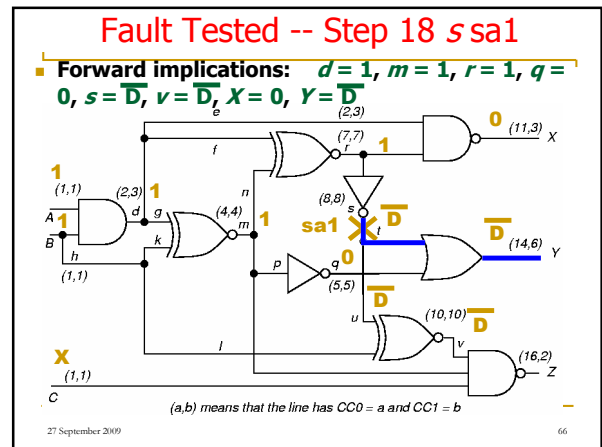 Fault Tested -- Step 18 s sa1
Forward implications: d = 1, m = 1, r = 1, q =
0, s = D̅, v = D̅, X = 0, Y = D̅
e
(2,3)
0
(11,3)
X
(7,7)
r
1
f
n
1
(1,1)
(2,3)
1
A
1
d
g
(4,4)
m
1
(8,8)
s
D̅
sa1
t
D̅
(14,6)
Y
B
k
h
(1,1)
0
p
q
(5,5)
D̅
u
(10,10)
D̅
v
l
X
(1,1)
C
(16,2)
Z
(a,b) means that the line has CC0 = a and CC1 = b
27 September 2009
66